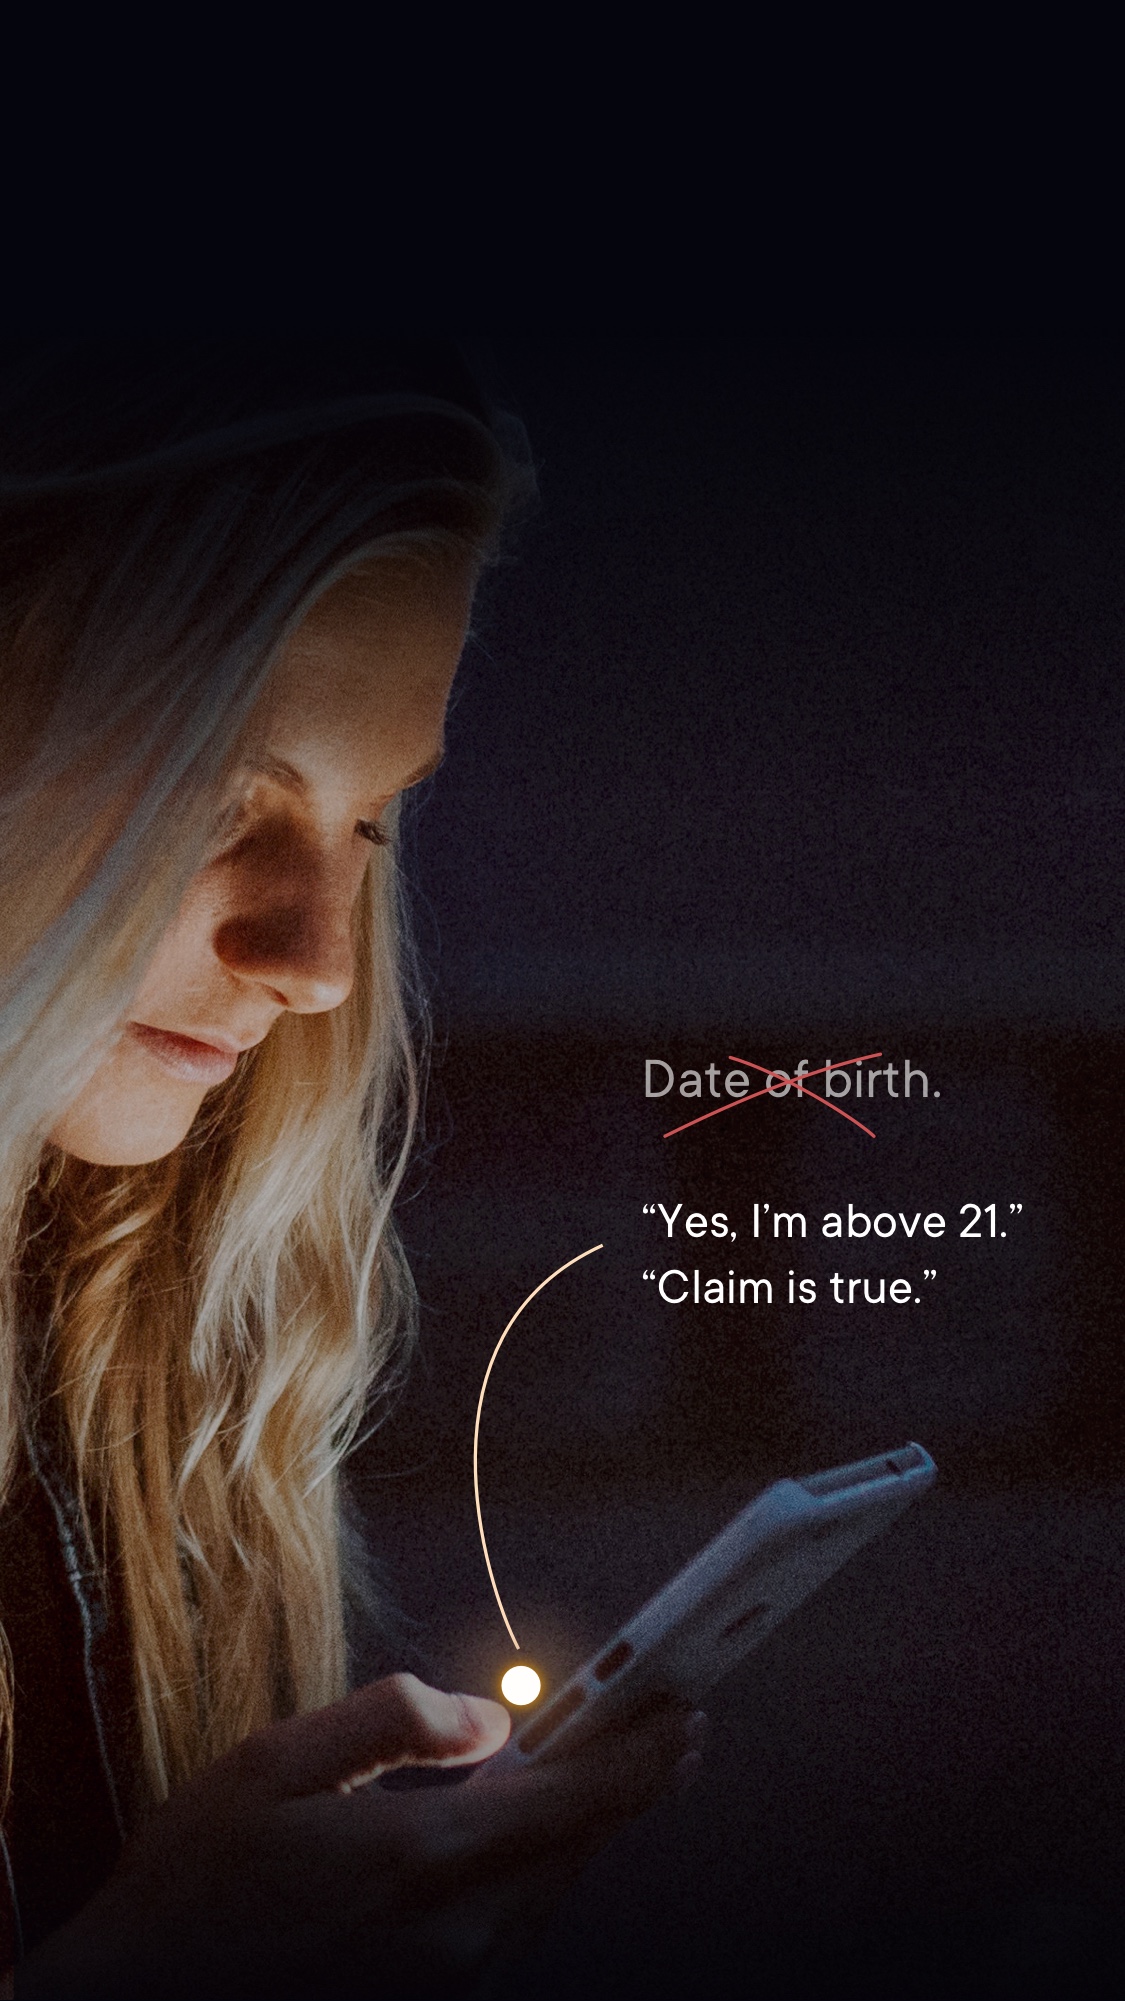 Date of birth.
“Yes, I’m above 21.”
“Claim is true.”